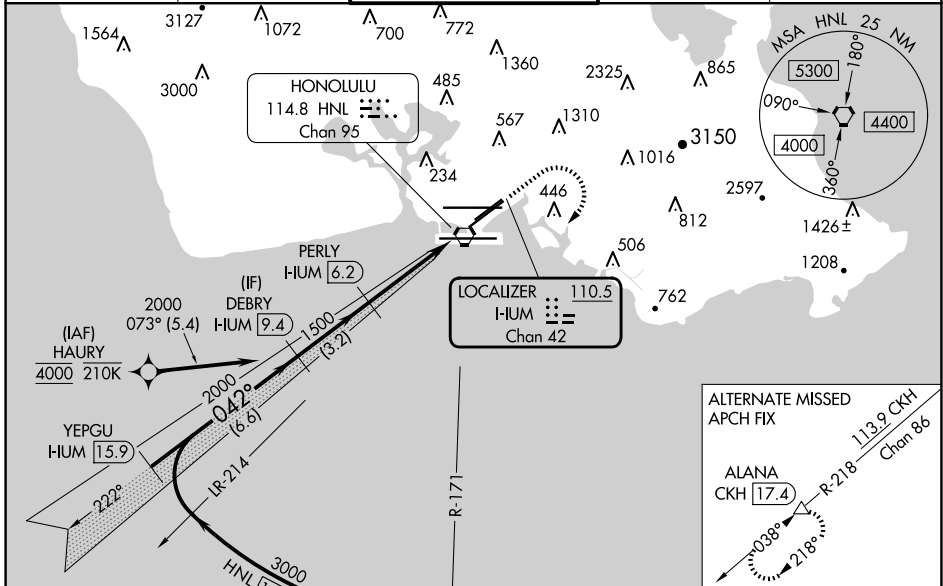 1564
3127
1072
700
772
3000
1360
2325
865
MSA HNL 25 NM
5300
180°
090°
4400
4000
360°
HONOLULU
114.8 HNL
Chan 95
485
567
1310
3150
1016
234
446
2597
812
1426±
506
1208
762
PERLY
I-IUM 6.2
(IF)
DEBRY
I-IUM 9.4
2000
073° (5.4)
(IAF)
HAURY
4000 210K
LOCALIZER 110.5
I-IUM
Chan 42
1500
(3.2)
2000
042°
(6.6)
YEPGU
I-IUM 15.9
222°
LR-214
R-171
3000
ALTERNATE MISSED
APCH FIX
113.9 CKH
Chan 86
R-218
ALANA
CKH 17.4
038°
218°
HNL